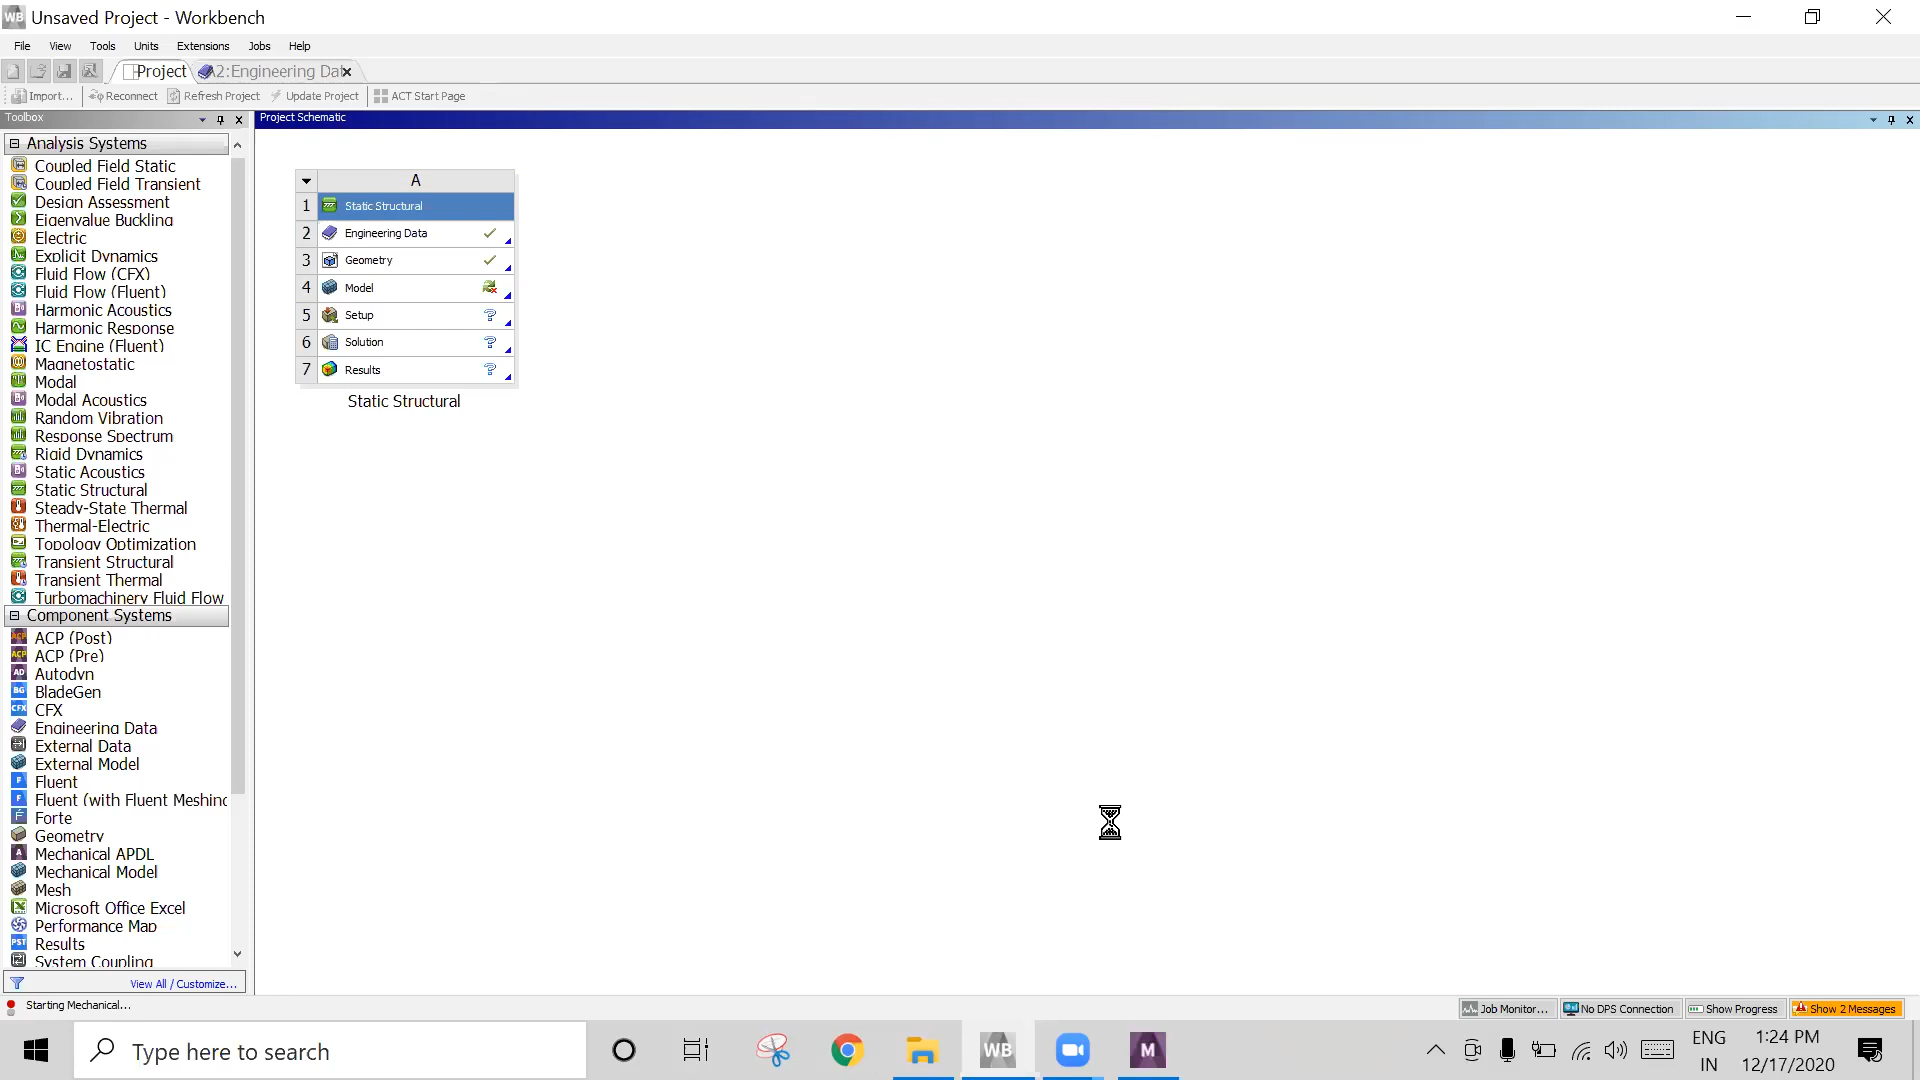 WB Unsaved Project - Workbench
File View Tools Units Extensions Jobs Help
Project A2:Engineering Dat
Import... Reconnect Refresh Project Update Project ACT Start Page
Toolbox
Project Schematic
Analysis Systems
Coupled Field Static
Coupled Field Transient
Design Assessment
Eigenvalue Buckling
Electric
Explicit Dynamics
Fluid Flow (CFX)
Fluid Flow (Fluent)
Harmonic Acoustics
Harmonic Response
IC Engine (Fluent)
Magnetostatic
Modal
Modal Acoustics
Random Vibration
Response Spectrum
Rigid Dynamics
Static Acoustics
Static Structural
Steady-State Thermal
Thermal-Electric
Topology Optimization
Transient Structural
Transient Thermal
Turbomachinery Fluid Flow
Component Systems
ACP (Post)
ACP (Pre)
Autodyn
BladeGen
CFX
Engineering Data
External Data
External Model
Fluent
Fluent (with Fluent Meshing
Forte
Geometry
Mechanical APDL
Mechanical Model
Mesh
Microsoft Office Excel
Performance Map
Results
System Coupling
View All / Customize...
A
1 Static Structural
2 Engineering Data
3 Geometry
4 Model
5 Setup ?
6 Solution ?
7 Results ?
Static Structural
Starting Mechanical...
Job Monitor... No DPS Connection Show Progress Show 2 Messages
Type here to search
WB
M
ENG
IN
1:24 PM
12/17/2020